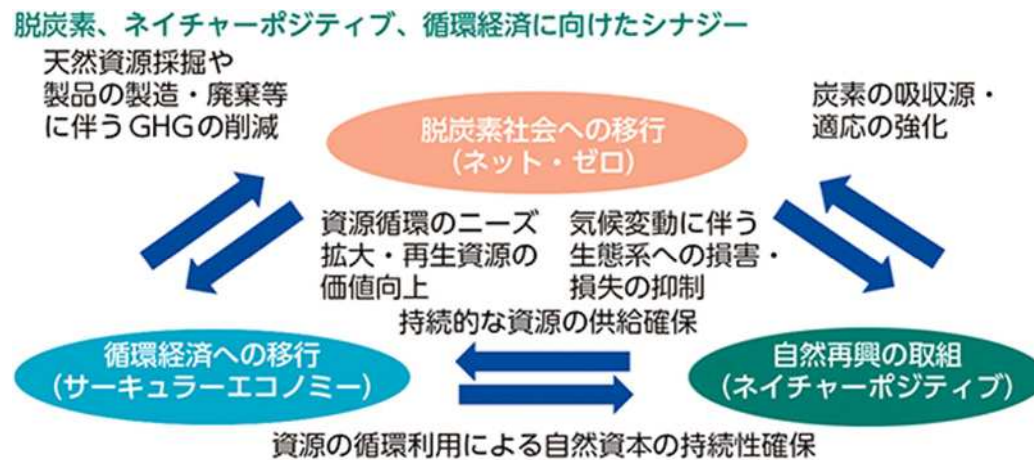 脱炭素、ネイチャーポジティブ、循環経済に向けたシナジー
天然資源採掘や
製品の製造・廃棄等
に伴うGHGの削減
脱炭素社会への移行
(ネット・ゼロ)
炭素の吸収源・
適応の強化
資源循環のニーズ
拡大・再生資源の
価値向上
気候変動に伴う
生態系への損害・
損失の抑制
持続的な資源の供給確保
循環経済への移行
(サーキュラーエコノミー)
自然再興の取組
(ネイチャーポジティブ)
資源の循環利用による自然資本の持続性確保